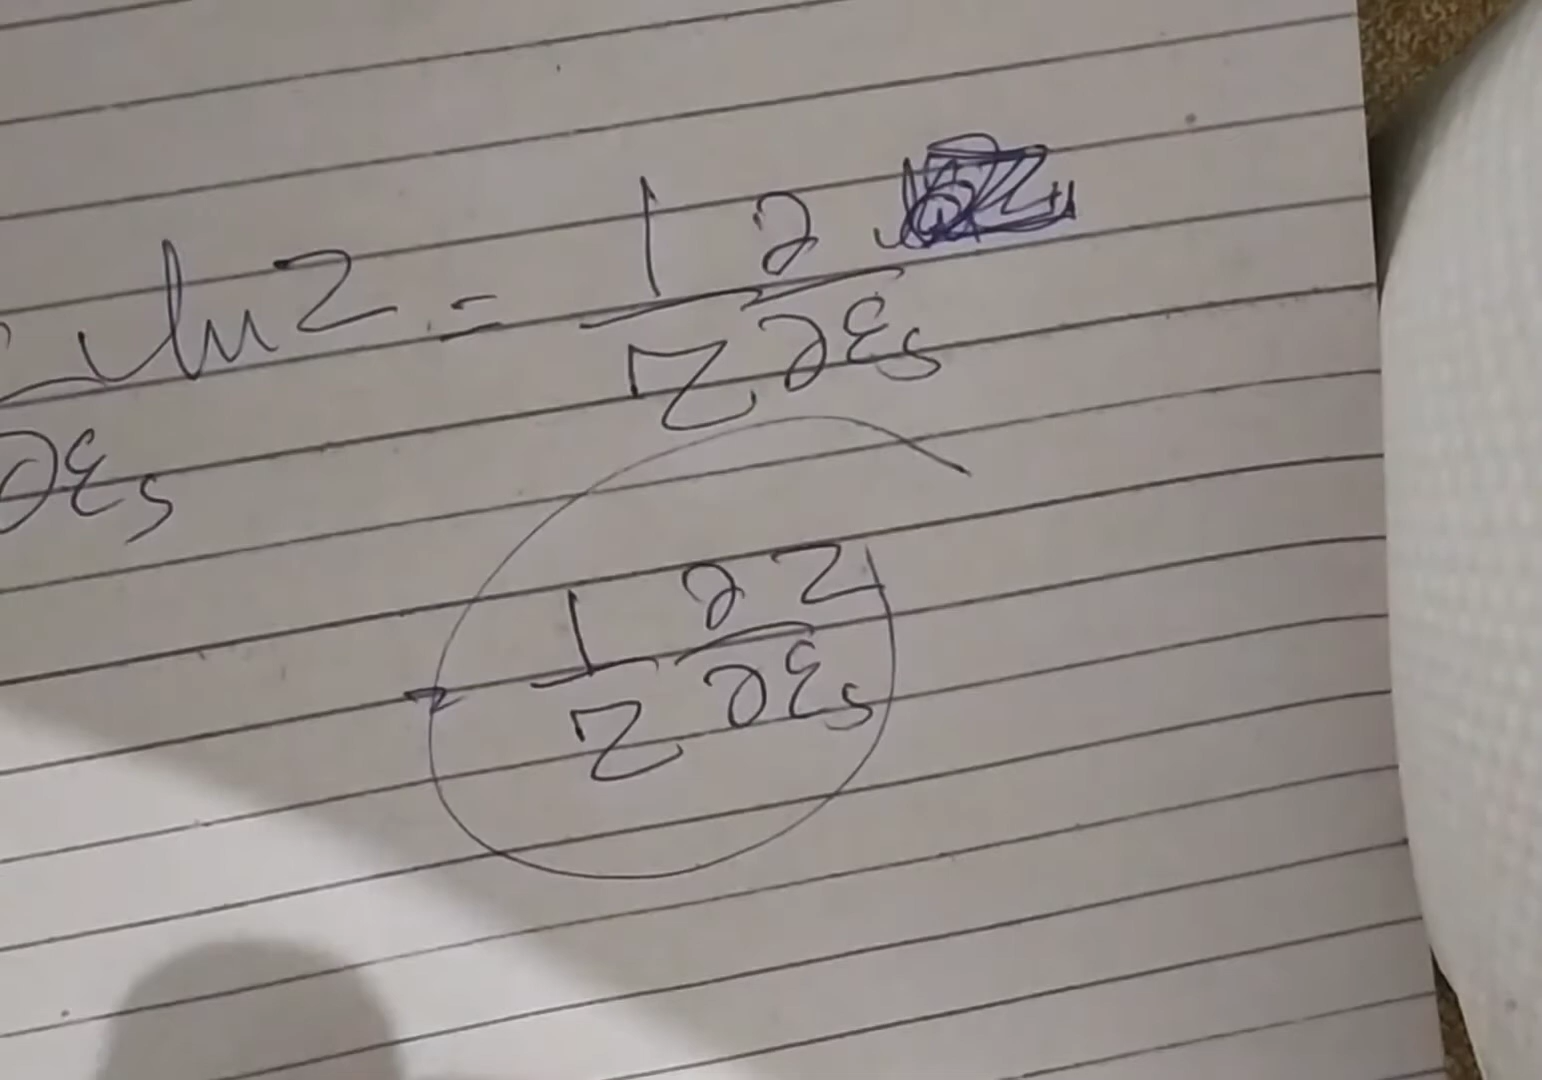 ∂/∂ε_s ln Z = 1/Z ∂/∂ε_s
= 1/Z ∂Z/∂ε_s